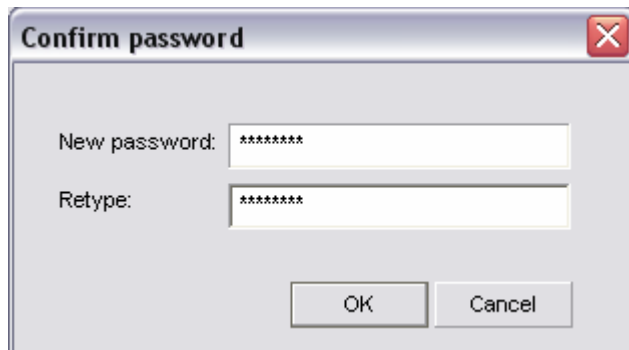 Confirm password
New password: ********
Retype: ********
OK Cancel